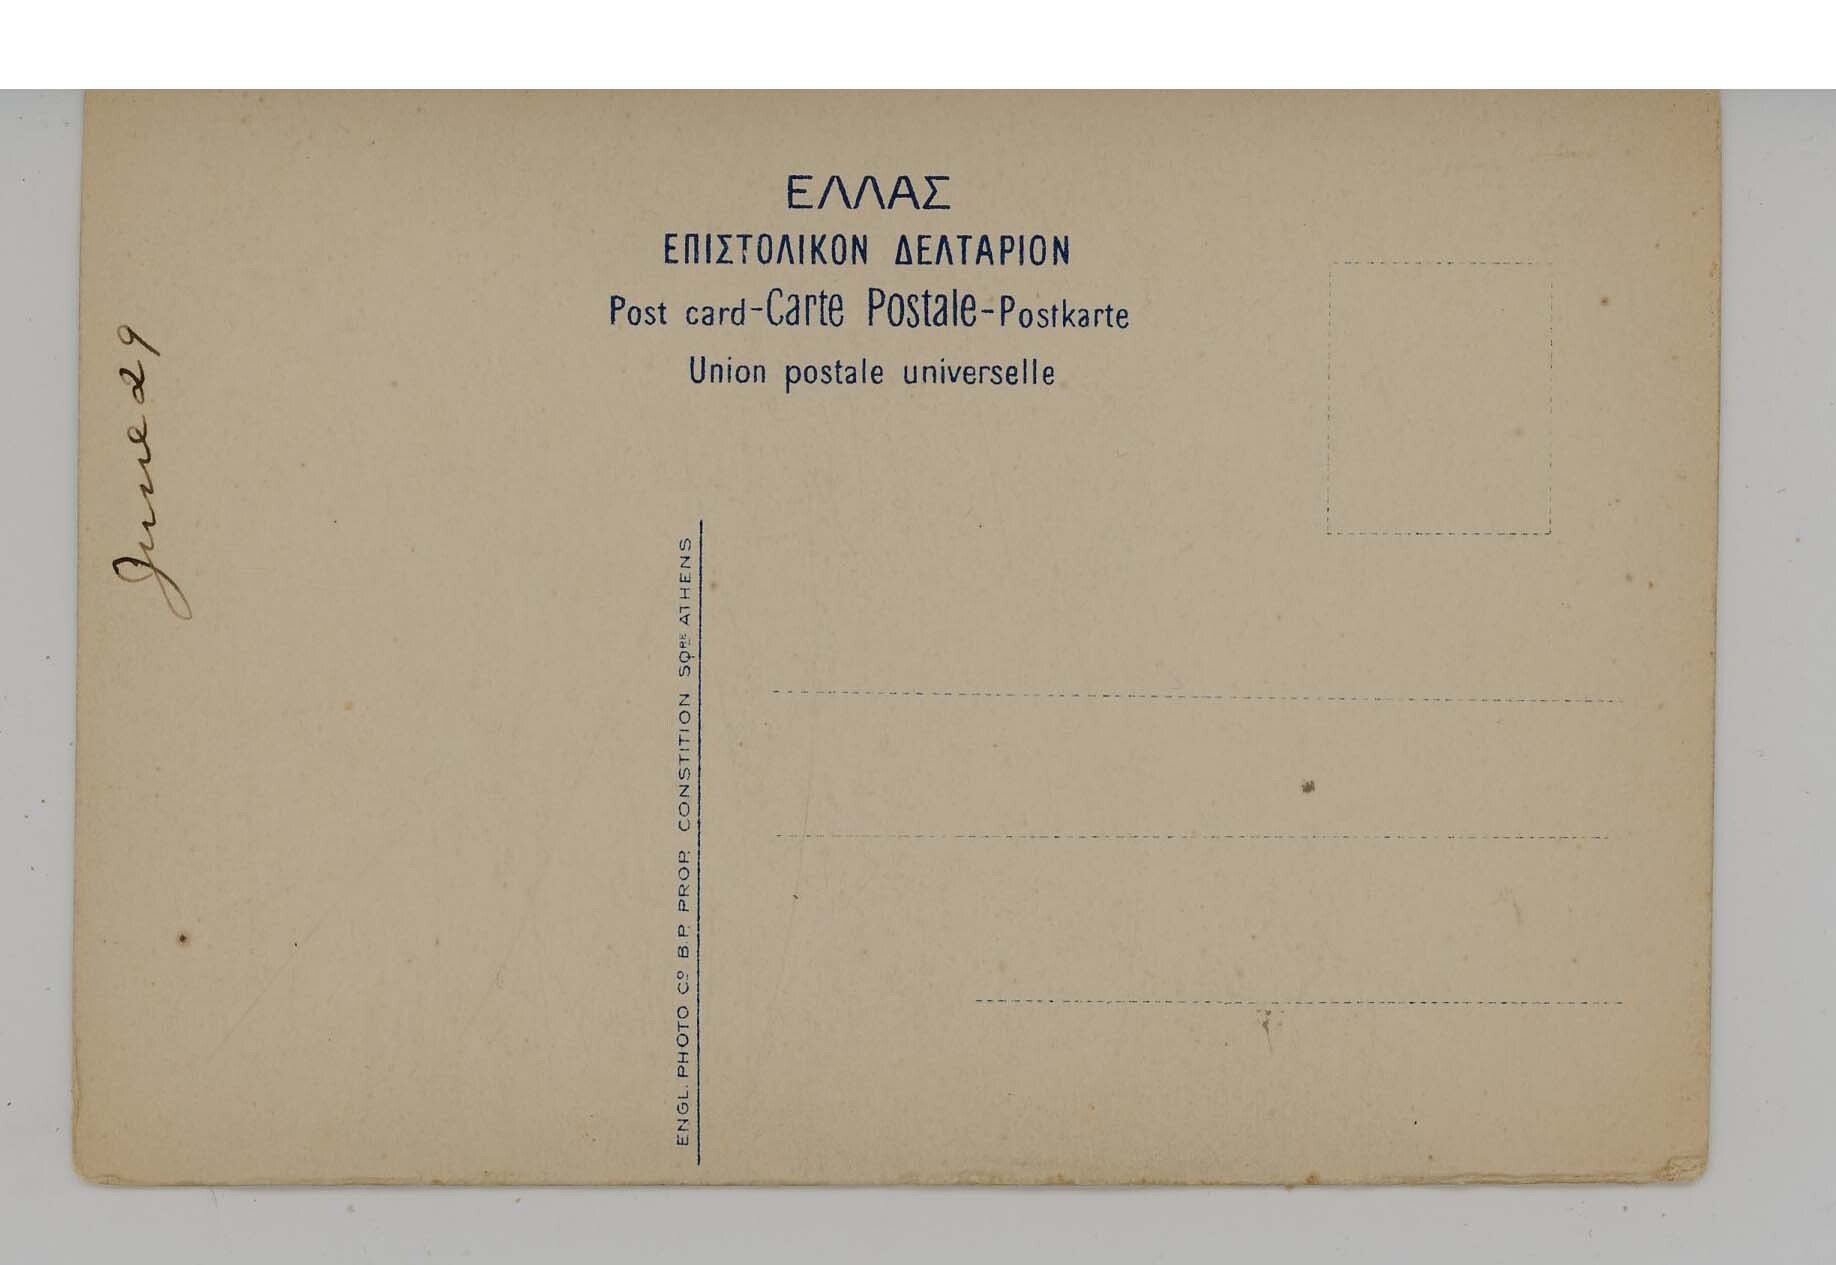 ΕΛΛΑΣ
ΕΠΙΣΤΟΛΙΚΟΝ ΔΕΛΤΑΡΙΟΝ
Post card-Carte Postale-Postkarte
Union postale universelle
June 29
ENGL. PHOTO Cº B.P. PROP. CONSTITION SQRE ATHENS